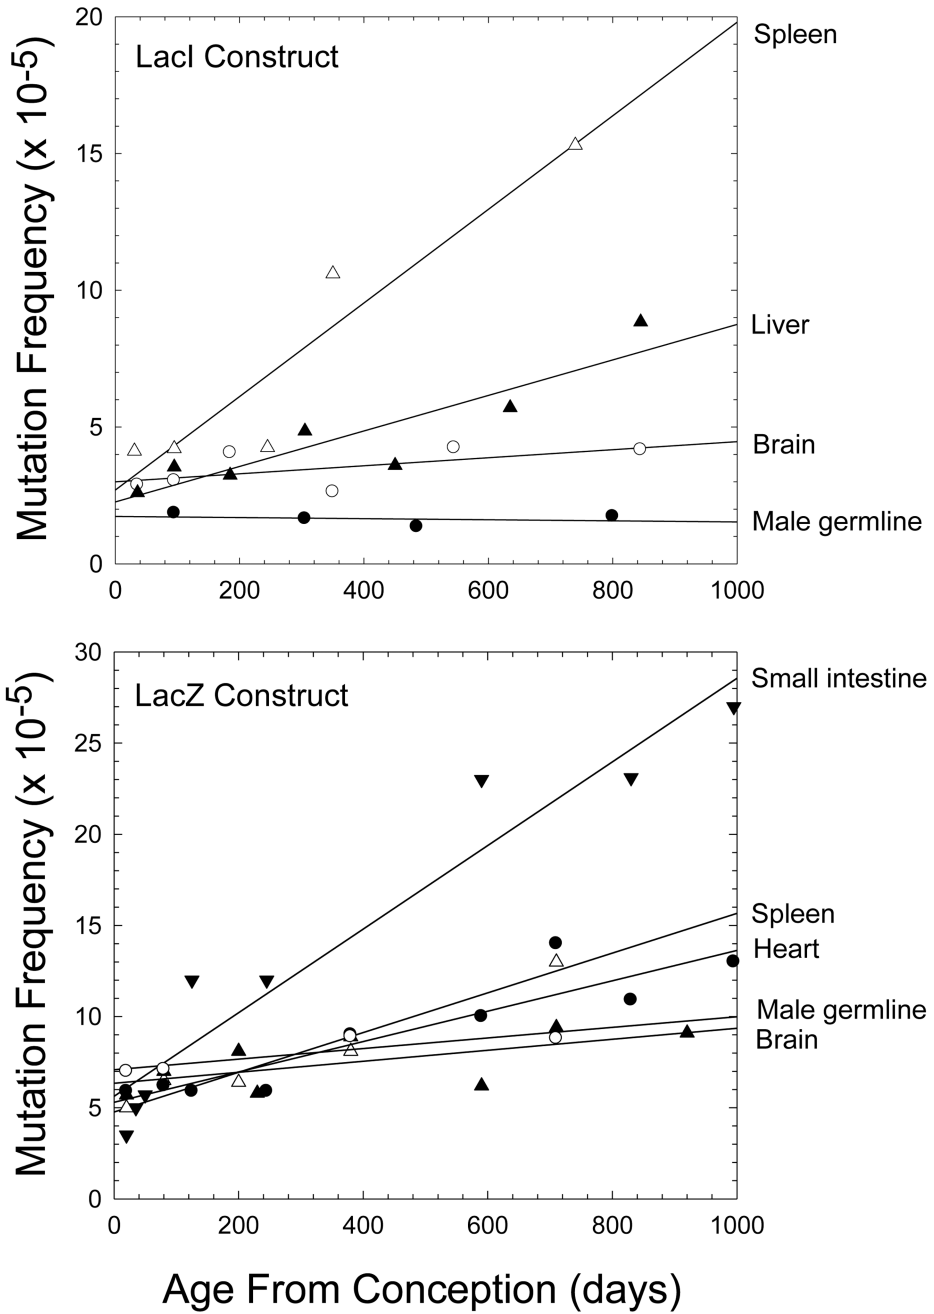 Mutation Frequency (x 10-5)
LacI Construct
20
15
10
5
0
0 200 400 600 800 1000
Spleen
Liver
Brain
Male germline
Mutation Frequency (x 10-5)
LacZ Construct
30
25
20
15
10
5
0
0 200 400 600 800 1000
Small intestine
Spleen
Heart
Male germline
Brain
Age From Conception (days)